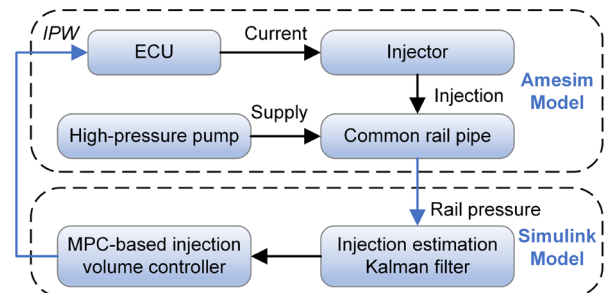 IPW
ECU
Current
Injector
Injection
Amesim
Model
High-pressure pump
Supply
Common rail pipe
Rail pressure
MPC-based injection
volume controller
Injection estimation
Kalman filter
Simulink
Model